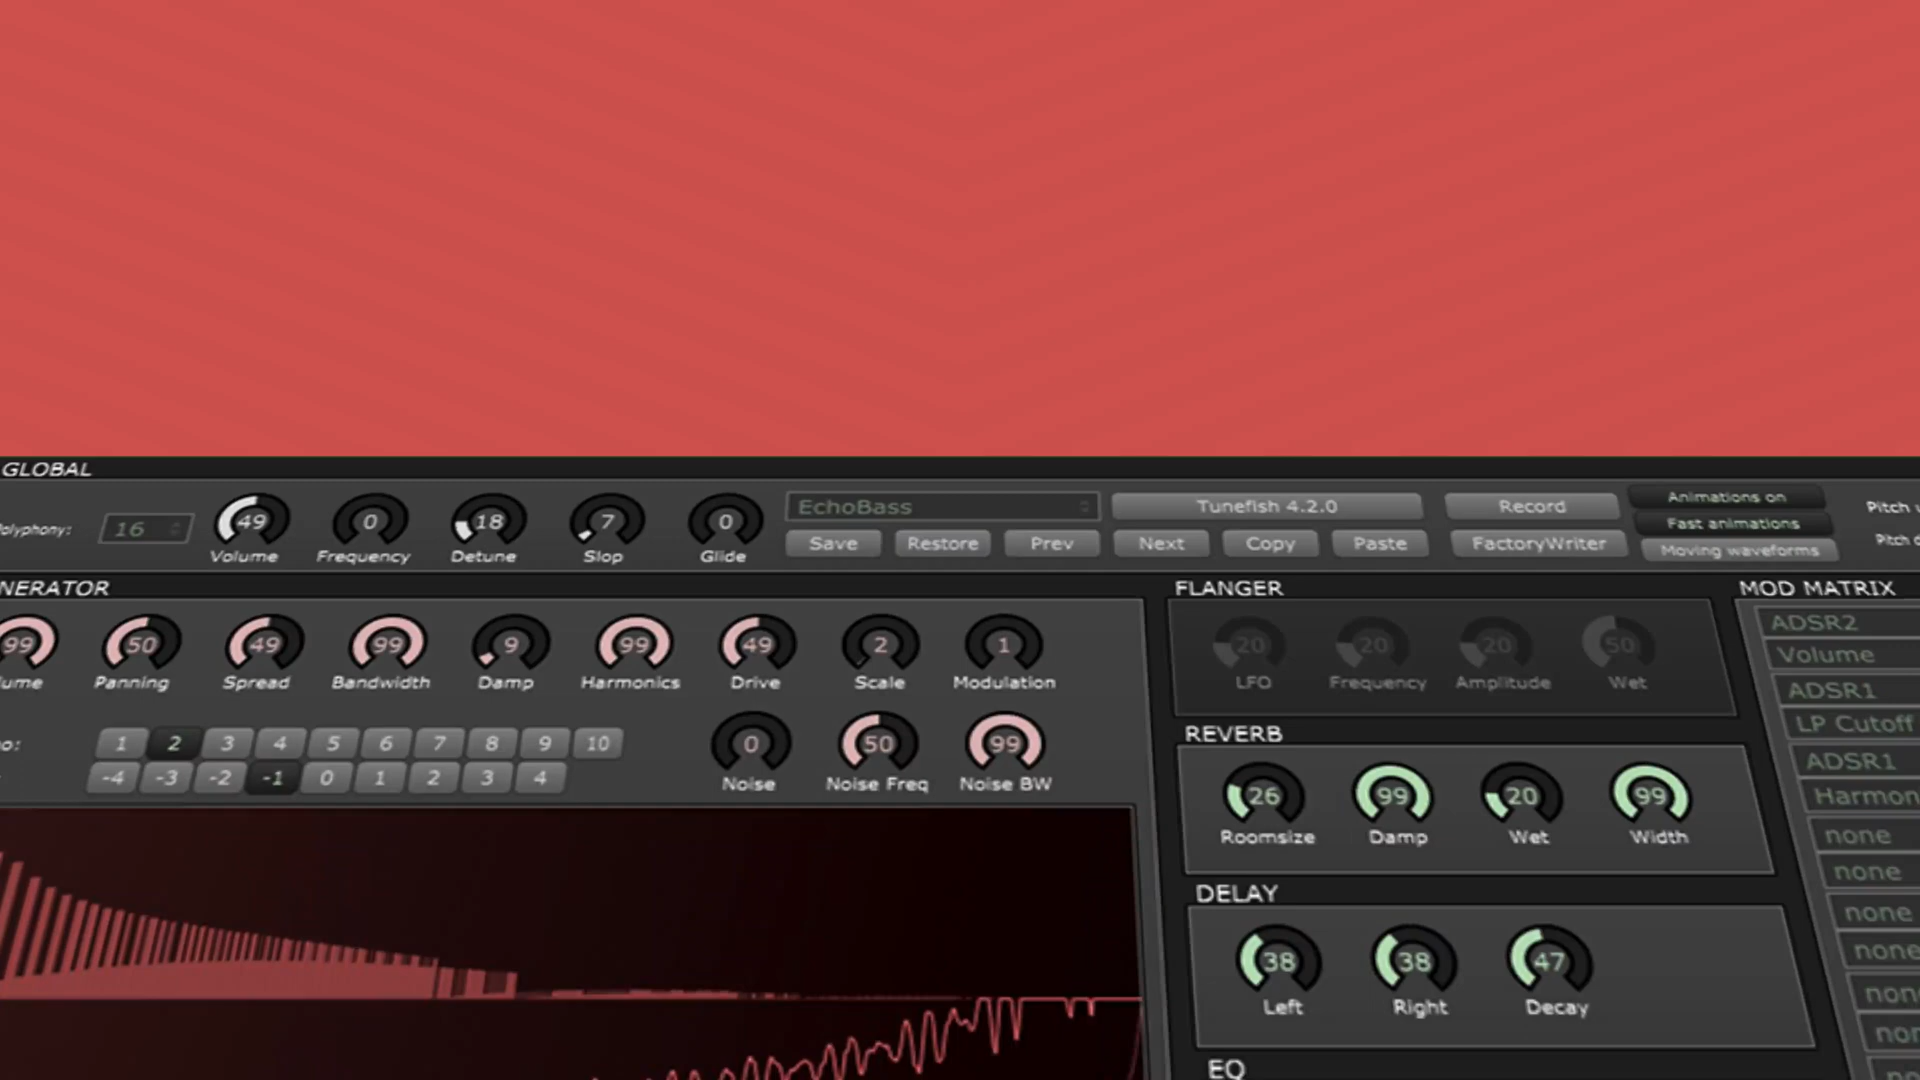 GLOBAL
16
49 0 18 7 0
Volume Frequency Detune Slop Glide
EchoBass
Tunefish 4.2.0
Record
Save Restore Prev Next Copy Paste FactoryWriter
Animations on
Fast animations
Moving waveforms
Pitch
Pitch
99 50 49 99 9 99 49 2 1
Panning Spread Bandwidth Damp Harmonics Drive Scale Modulation
1 2 3 4 5 6 7 8 9 10
-4 -3 -2 -1 0 1 2 3 4
0 50 99
Noise Noise Freq Noise BW
FLANGER
20 20 20 50
LFO Frequency Amplitude Wet
REVERB
26 99 20 99
Roomsize Damp Wet Width
DELAY
38 38 47
Left Right Decay
EQ
MOD MATRIX
ADSR2
Volume
ADSR1
LP Cutoff
ADSR1
Harmon
none
none
none
none